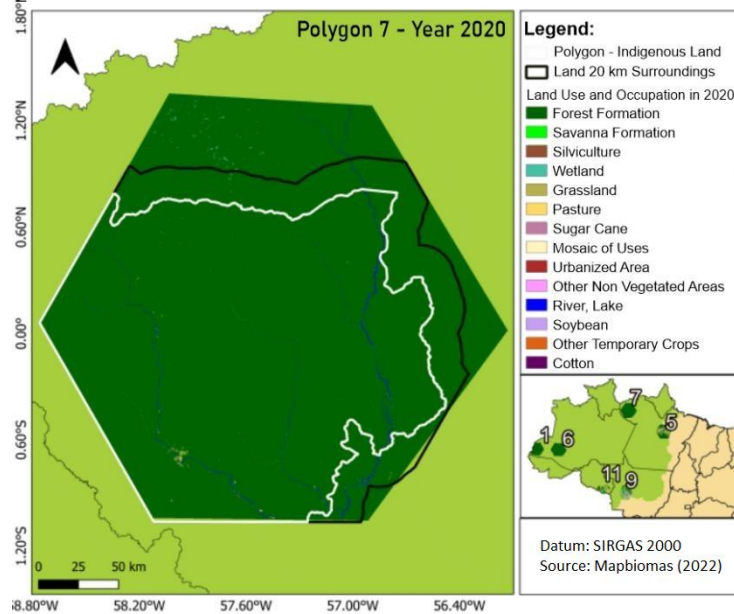 1.80°N
Polygon 7 - Year 2020
1.20°N
0.60°N
0.00°
0.60°S
1.20°S
0 25 50 km
58.80°W 58.20°W 57.60°W 57.00°W 56.40°W
Legend:
Polygon - Indigenous Land
Land 20 km Surroundings
Land Use and Occupation in 2020
Forest Formation
Savanna Formation
Silviculture
Wetland
Grassland
Pasture
Sugar Cane
Mosaic of Uses
Urbanized Area
Other Non Vegetated Areas
River, Lake
Soybean
Other Temporary Crops
Cotton
7
5
1 6
11 9
Datum: SIRGAS 2000
Source: Mapbiomas (2022)